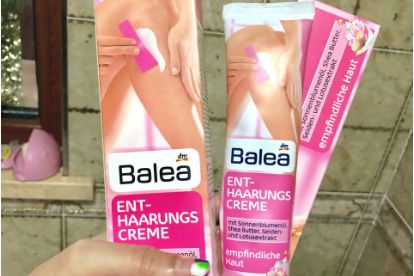 dm
Balea
ENT-
HAARUNGS
CREME
dm
Balea
ENT-
HAARUNGS
CREME
mit Sonnenblumenöl,
Shea Butter, Seiden-
und Lotusextrakt
empfindliche
Haut
mit Sonnenblumenöl, Shea Butter,
Seiden- und Lotusextrakt
empfindliche Haut